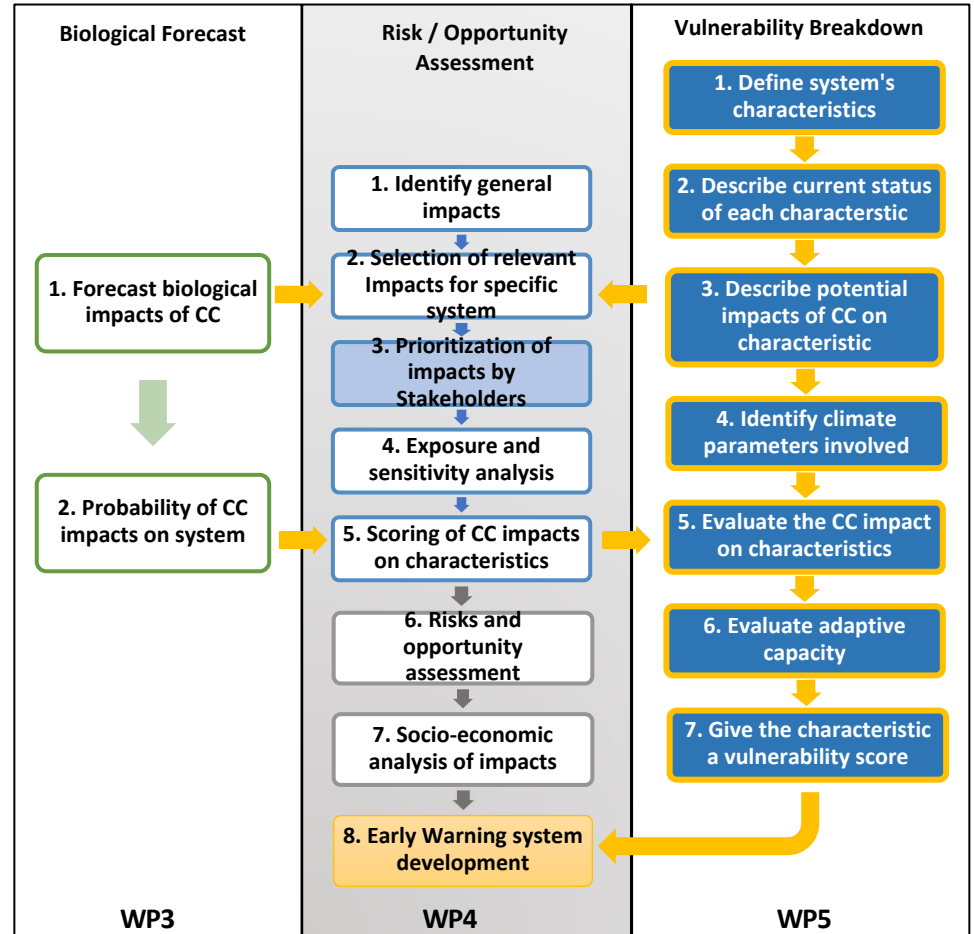 Biological Forecast
1. Forecast biological
impacts of CC
2. Probability of CC
impacts on system
WP3
Risk / Opportunity
Assessment
1. Identify general
impacts
2. Selection of relevant
Impacts for specific
system
3. Prioritization of
impacts by
Stakeholders
4. Exposure and
sensitivity analysis
5. Scoring of CC impacts
on characteristics
6. Risks and
opportunity
assessment
7. Socio-economic
analysis of impacts
8. Early Warning system
development
WP4
Vulnerability Breakdown
1. Define system's
characteristics
2. Describe current status
of each characterstic
3. Describe potential
impacts of CC on
characteristic
4. Identify climate
parameters involved
5. Evaluate the CC impact
on characteristics
6. Evaluate adaptive
capacity
7. Give the characteristic
a vulnerability score
WP5